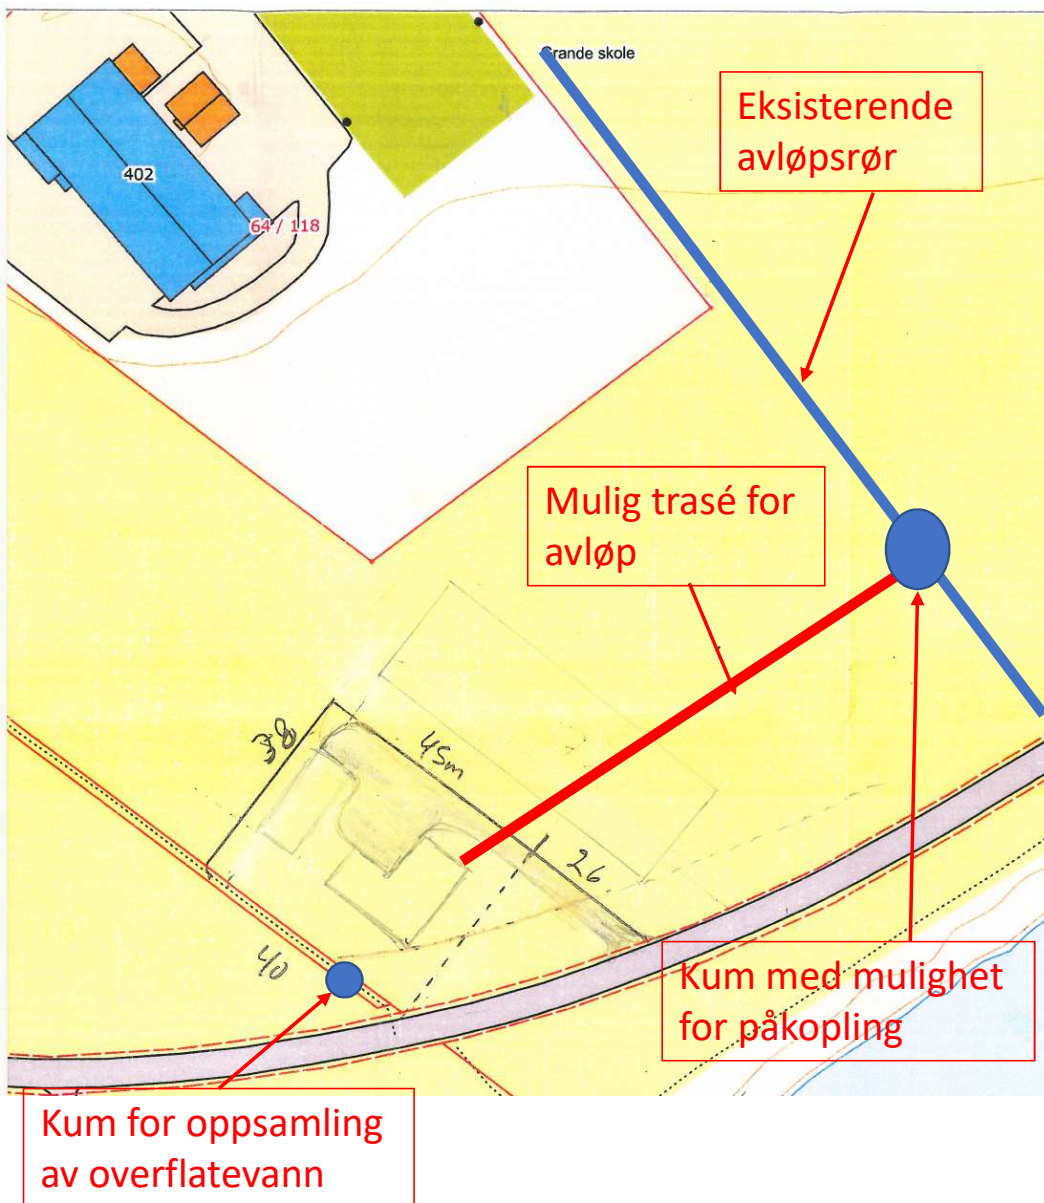 Grande skole
Eksisterende
avløpsrør
402
64 / 118
Mulig trasé for
avløp
38
45m
26
40
Kum med mulighet
for påkopling
Kum for oppsamling
av overflatevann